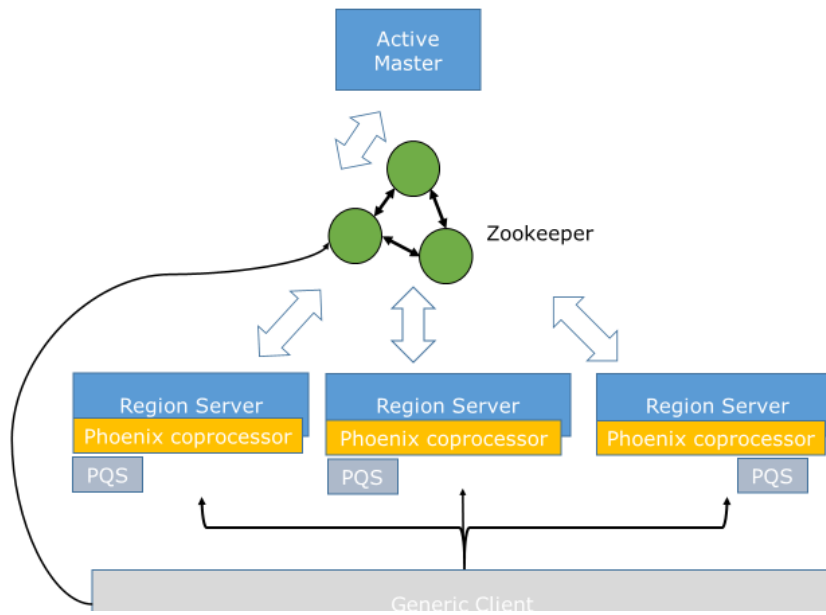 Active
Master
Zookeeper
Region Server
Region Server
Region Server
Phoenix coprocessor
Phoenix coprocessor
Phoenix coprocessor
PQS
PQS
PQS
Generic Client